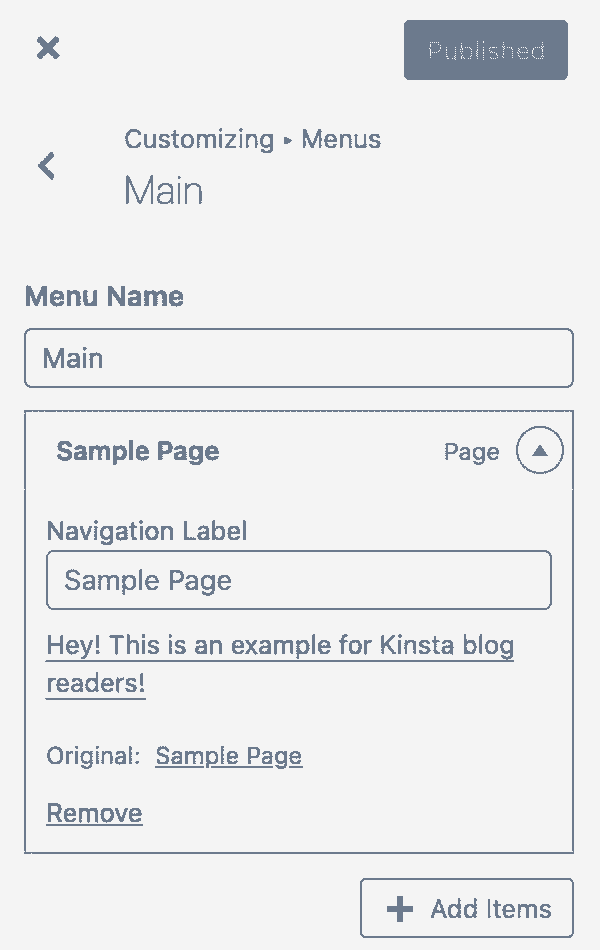 Published
Customizing ▸ Menus
Main
Menu Name
Main
Sample Page Page
Navigation Label
Sample Page
Hey! This is an example for Kinsta blog
readers!
Original: Sample Page
Remove
Add Items